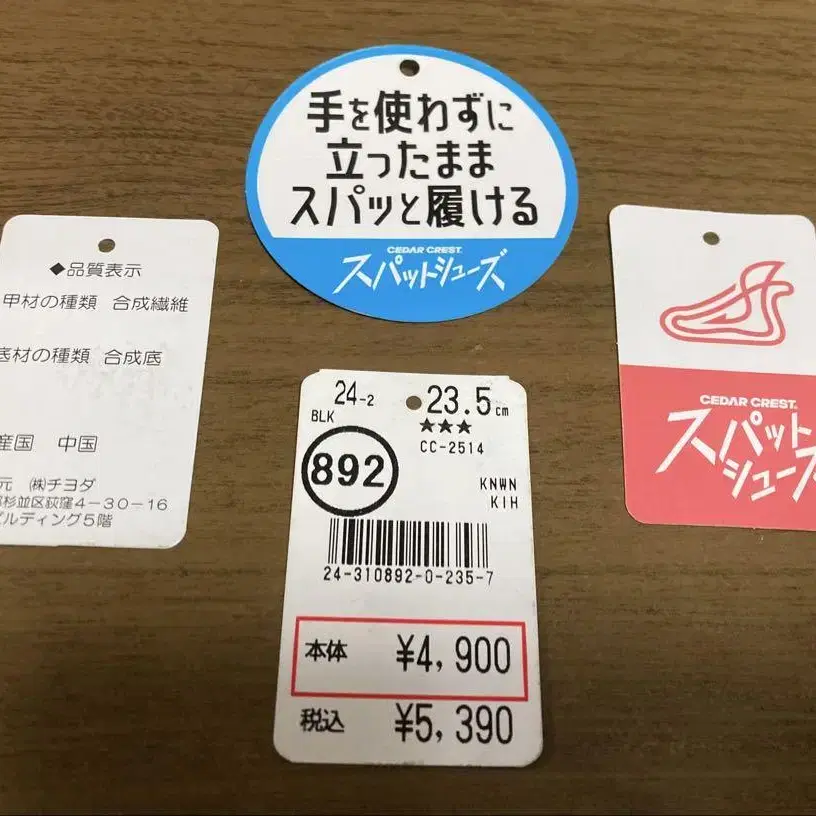 手を使わずに
立ったまま
スパッと履ける
CEDAR CREST.
スパットシューズ
◆品質表示
甲材の種類 合成繊維
底材の種類 合成底
産国 中国
元 ㈱チヨダ
杉並区荻窪4-30-16
ビルディング5階
24-2
23.5cm
BLK
★★★
CC-2514
892
KNWN
KIH
24-310892-0-235-7
本体 ¥4,900
税込 ¥5,390
CEDAR CREST.
スパット
シューズ